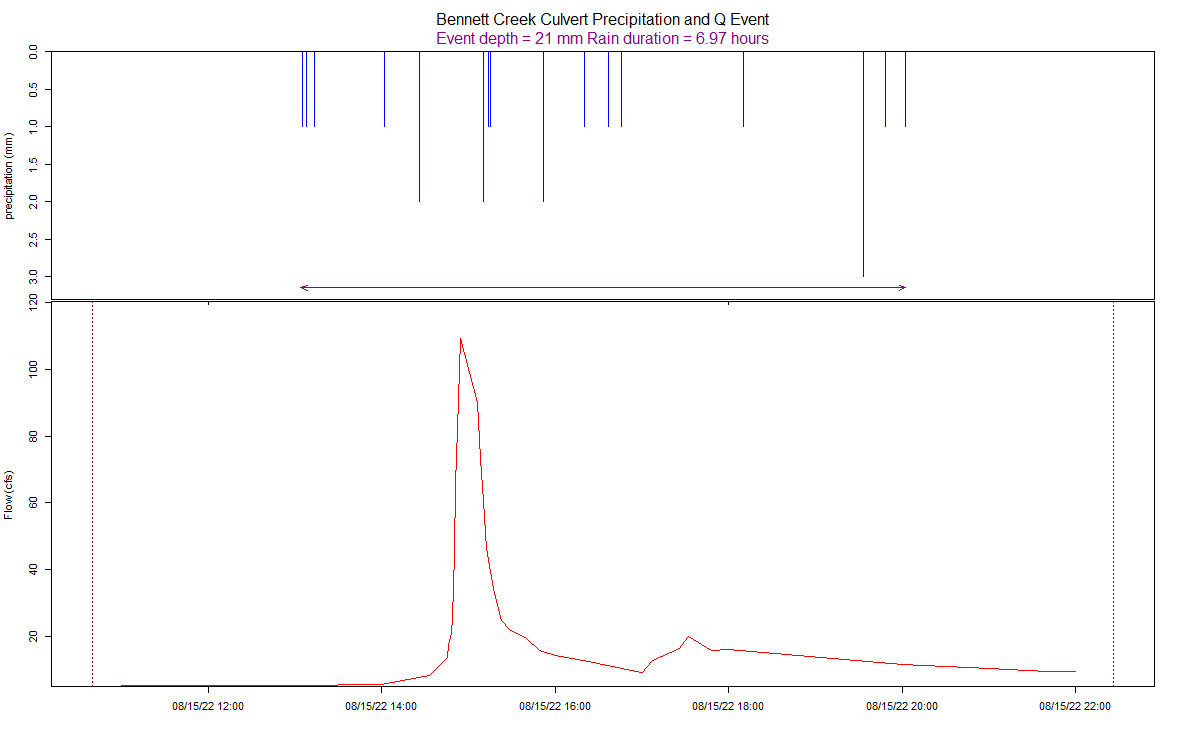 Bennett Creek Culvert Precipitation and Q Event
Event depth = 21 mm Rain duration = 6.97 hours
precipitation (mm)
0.0
0.5
1.0
1.5
2.0
2.5
3.0
Flow (cfs)
120
100
80
60
40
20
08/15/22 12:00 08/15/22 14:00 08/15/22 16:00 08/15/22 18:00 08/15/22 20:00 08/15/22 22:00